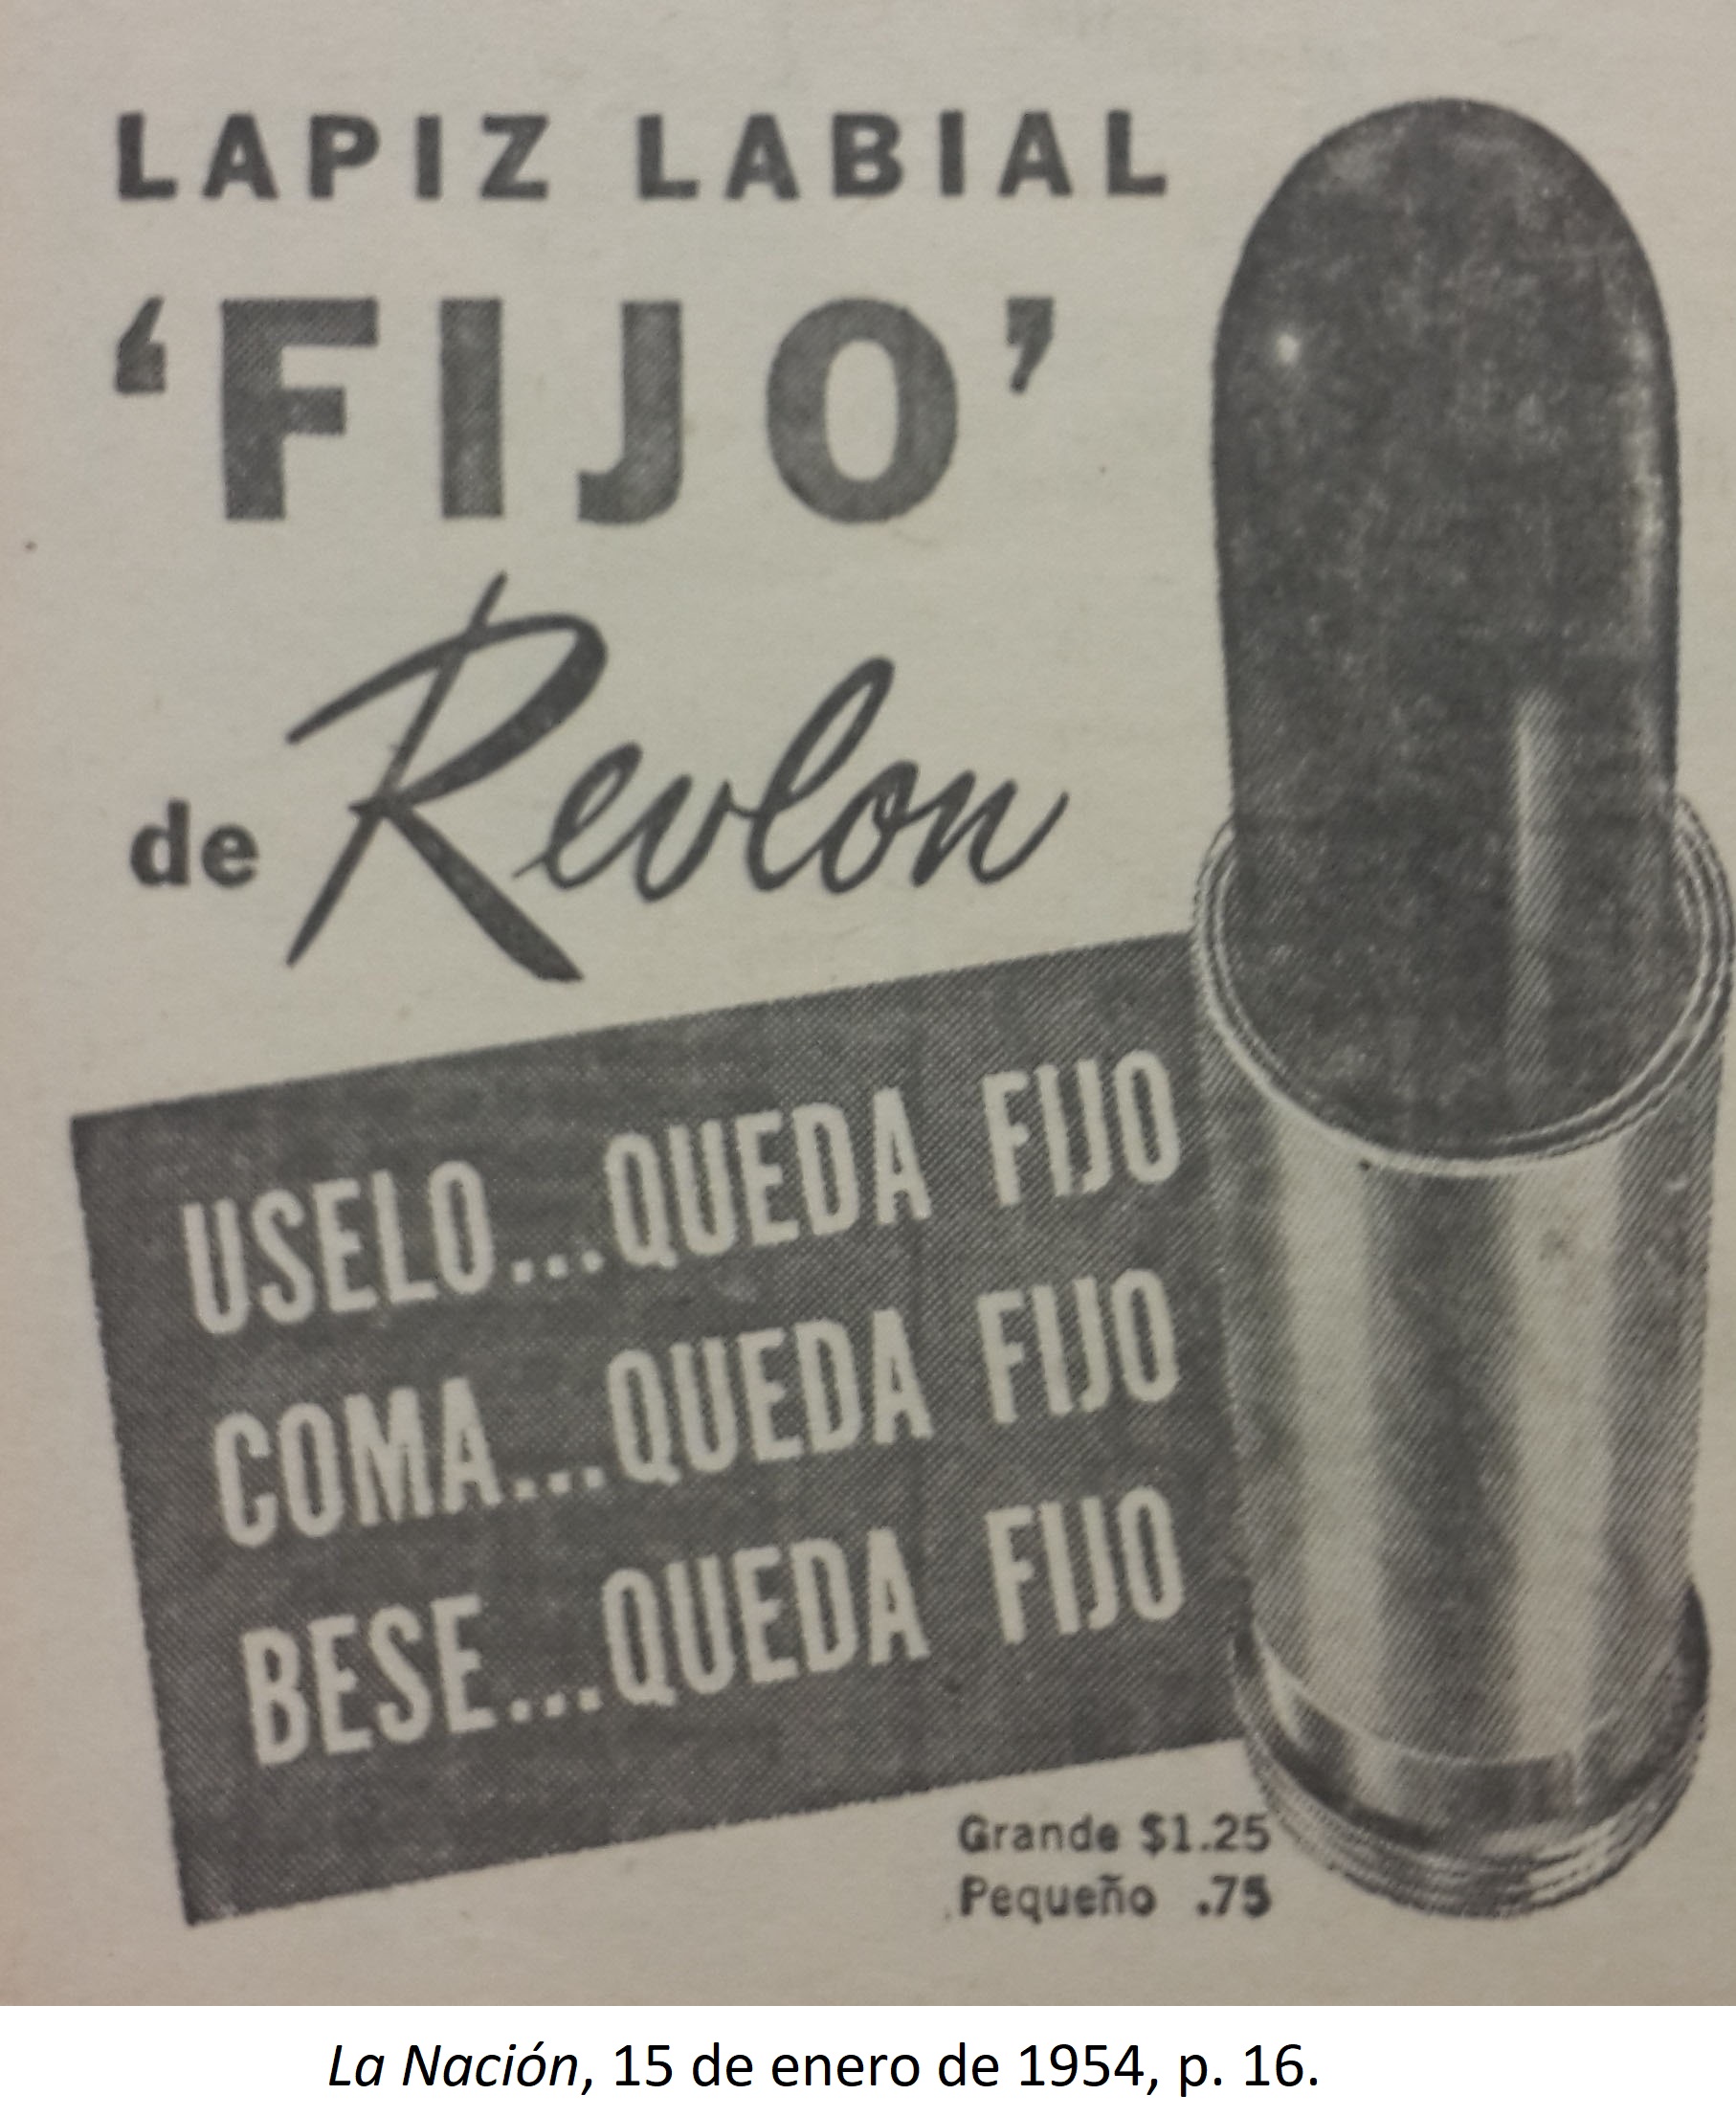 LAPIZ LABIAL
‘FIJO’
de Revlon
USELO...QUEDA FIJO
COMA...QUEDA FIJO
BESE...QUEDA FIJO
Grande $1.25
Pequeño .75
La Nación, 15 de enero de 1954, p. 16.